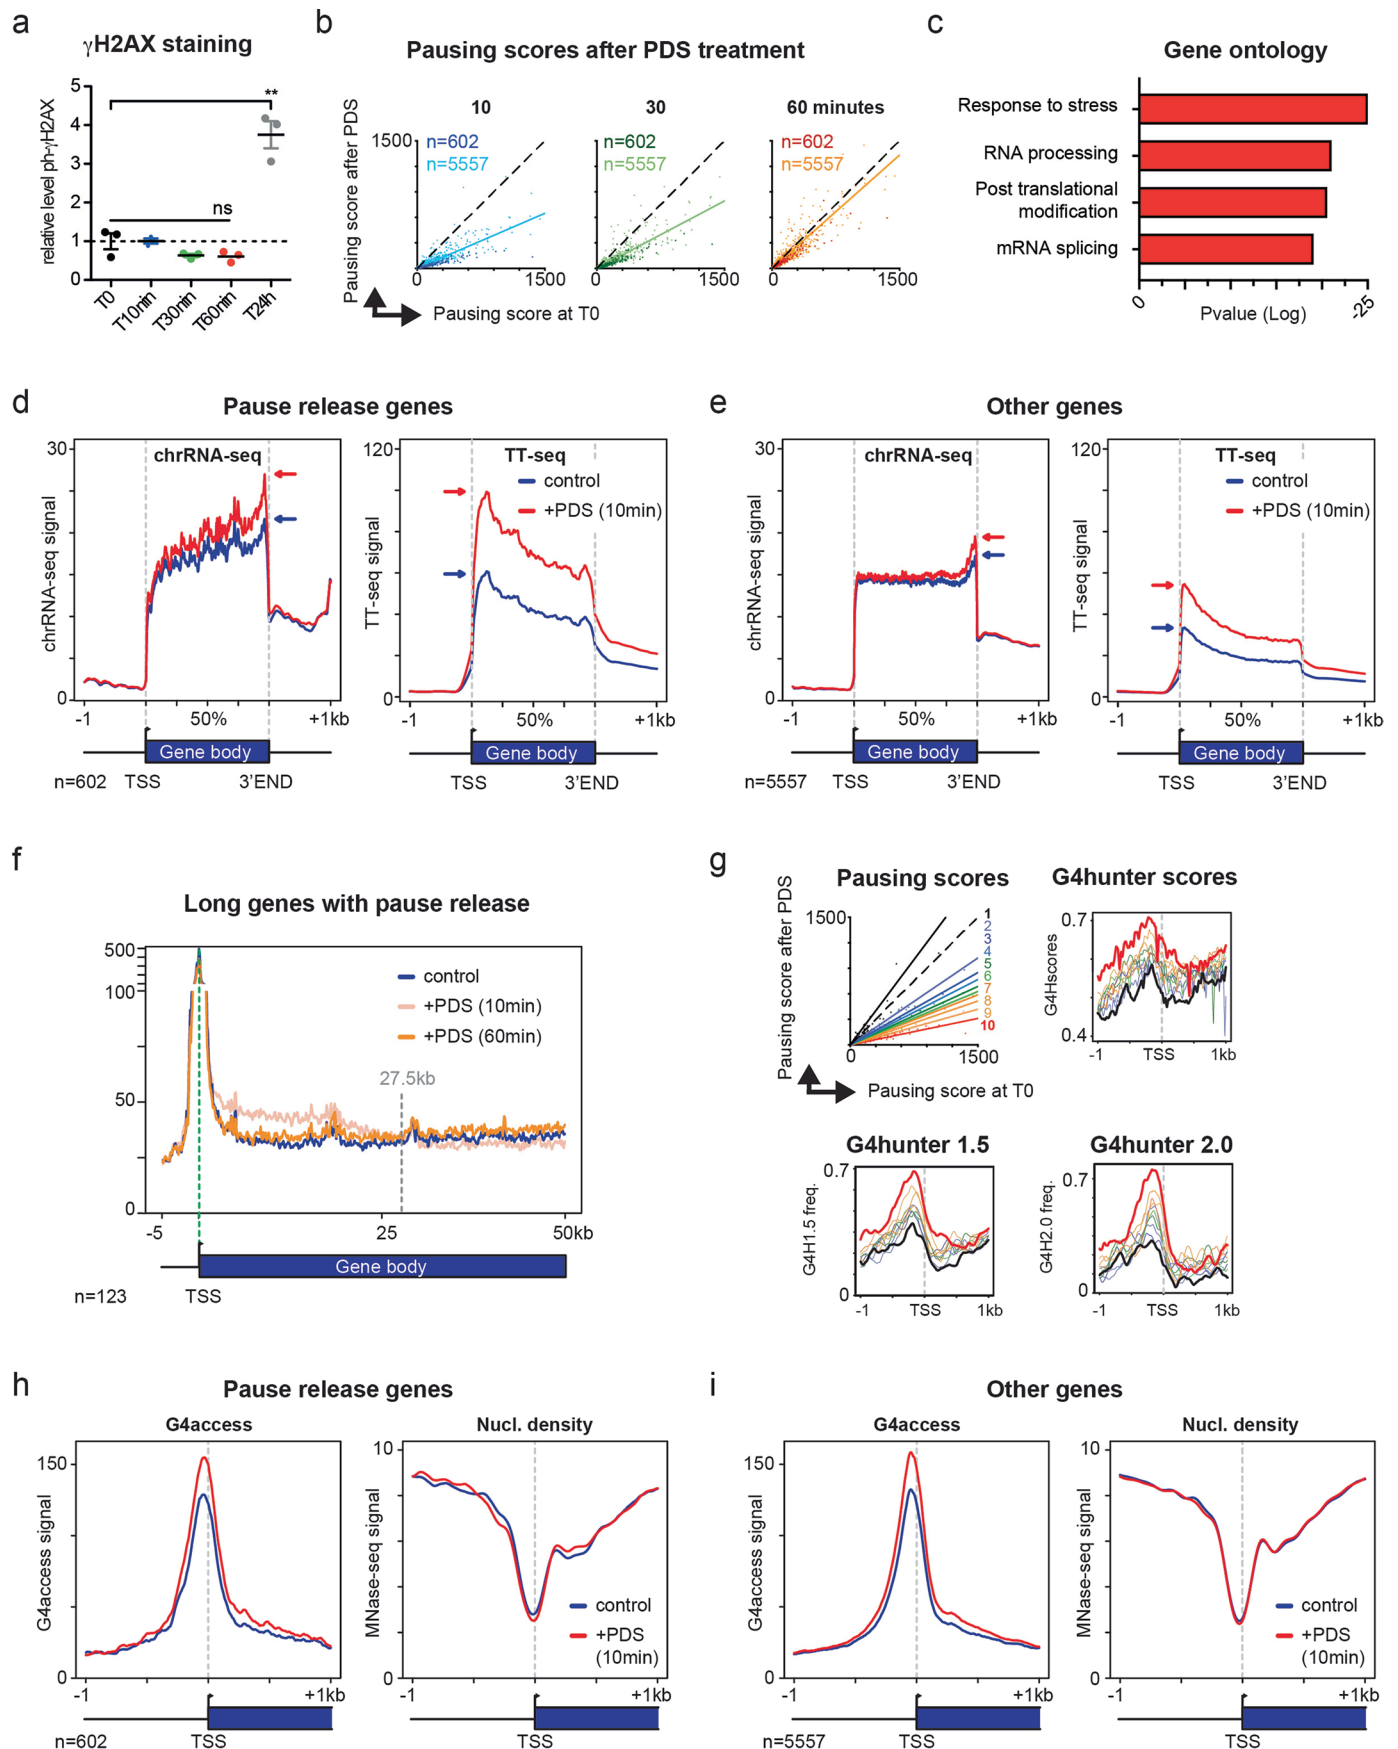 a
γH2AX staining
relative level ph-γH2AX
5
4
3
2
1
0
**
ns
T0
T10min
T30min
T60min
T24h
b
Pausing scores after PDS treatment
10
30
60 minutes
Pausing score after PDS
1500
n=602
n=5557
n=602
n=5557
n=602
n=5557
0
1500
0
1500
0
1500
Pausing score at T0
c
Gene ontology
Response to stress
RNA processing
Post translational
modification
mRNA splicing
0
-25
Pvalue (Log)
d
Pause release genes
chrRNA-seq
30
0
chrRNA-seq signal
-1
50%
+1kb
Gene body
n=602
TSS
3'END
TT-seq
control
+PDS (10min)
120
0
TT-seq signal
-1
50%
+1kb
Gene body
TSS
3'END
e
Other genes
chrRNA-seq
30
0
chrRNA-seq signal
-1
50%
+1kb
Gene body
n=5557
TSS
3'END
TT-seq
control
+PDS (10min)
120
0
TT-seq signal
-1
50%
+1kb
Gene body
TSS
3'END
f
Long genes with pause release
500
100
50
0
control
+PDS (10min)
+PDS (60min)
27.5kb
-5
25
50kb
Gene body
n=123
TSS
g
Pausing scores
Pausing score after PDS
1500
0
1
2
3
4
5
6
7
8
9
10
0
1500
Pausing score at T0
G4hunter scores
G4Hscores
0.7
0.4
-1
TSS
1kb
G4hunter 1.5
G4H1.5 freq.
0.7
0
-1
TSS
1kb
G4hunter 2.0
G4H2.0 freq.
0.7
0
-1
TSS
1kb
h
Pause release genes
G4access
150
0
G4access signal
-1
+1kb
n=602
TSS
Nucl. density
10
0
MNase-seq signal
control
+PDS
(10min)
-1
+1kb
TSS
i
Other genes
G4access
150
0
G4access signal
-1
+1kb
n=5557
TSS
Nucl. density
10
0
MNase-seq signal
control
+PDS
(10min)
-1
+1kb
TSS